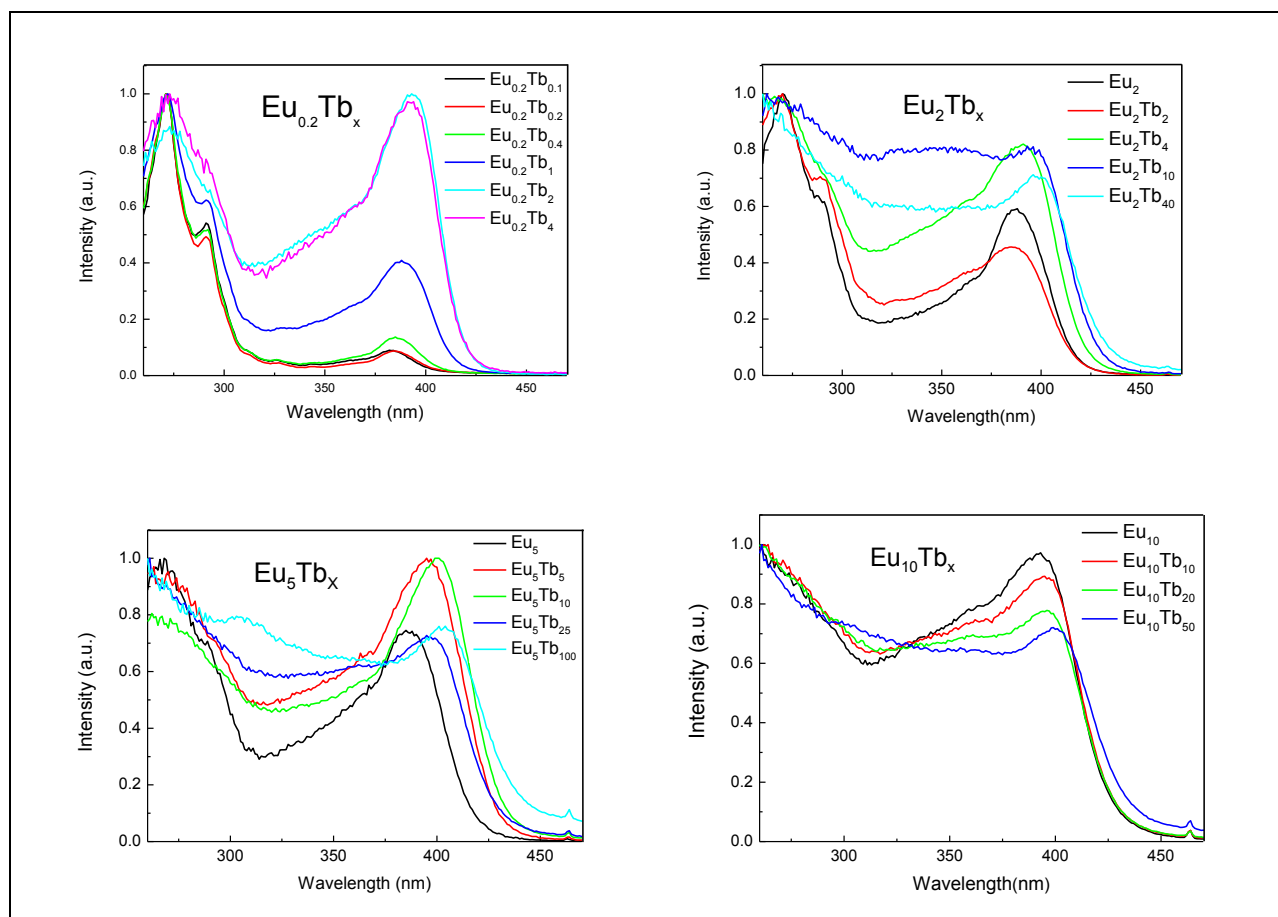 Eu0.2Tbx
Eu0.2Tb0.1
Eu0.2Tb0.2
Eu0.2Tb0.4
Eu0.2Tb1
Eu0.2Tb2
Eu0.2Tb4
Intensity (a.u.)
1.0
0.8
0.6
0.4
0.2
0.0
300
350
400
450
Wavelength (nm)
Eu2Tbx
Eu2
Eu2Tb2
Eu2Tb4
Eu2Tb10
Eu2Tb40
Intensity (a.u.)
1.0
0.8
0.6
0.4
0.2
0.0
300
350
400
450
Wavelength(nm)
Eu5TbX
Eu5
Eu5Tb5
Eu5Tb10
Eu5Tb25
Eu5Tb100
Intensity (a.u.)
1.0
0.8
0.6
0.4
0.2
0.0
300
350
400
450
Wavelength (nm)
Eu10Tbx
Eu10
Eu10Tb10
Eu10Tb20
Eu10Tb50
Intensity (a.u.)
1.0
0.8
0.6
0.4
0.2
0.0
300
350
400
450
Wavelength(nm)